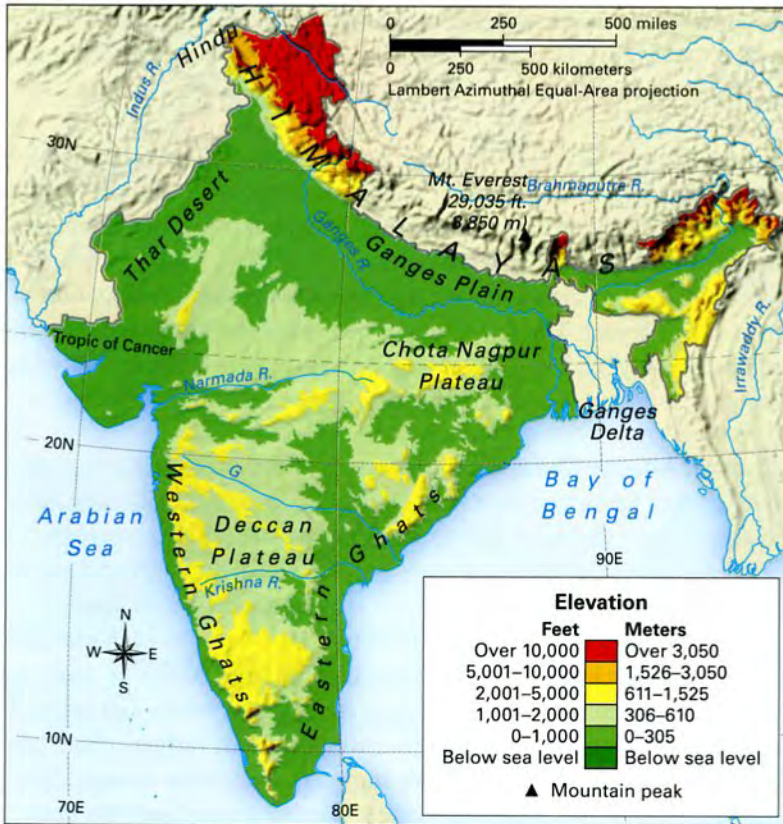 0 250 500 miles
0 250 500 kilometers
Lambert Azimuthal Equal-Area projection
Hindu
Indus R.
HIMALAYAS
30N
Mt. Everest
29,035 ft.
8,850 m)
Brahmaputra R.
Thar Desert
Ganges R
Ganges Plain
Tropic of Cancer
Chota Nagpur
Plateau
Irrawaddy R.
Narmada R.
Ganges
Delta
20N
G
Western Ghats
Arabian
Sea
Deccan
Plateau
Eastern Ghats
Bay of
Bengal
90E
Krishna R.
N
W E
S
Elevation
Feet Meters
Over 10,000 Over 3,050
5,001–10,000 1,526–3,050
2,001–5,000 611–1,525
1,001–2,000 306–610
0–1,000 0–305
Below sea level Below sea level
▲ Mountain peak
10N
70E 80E